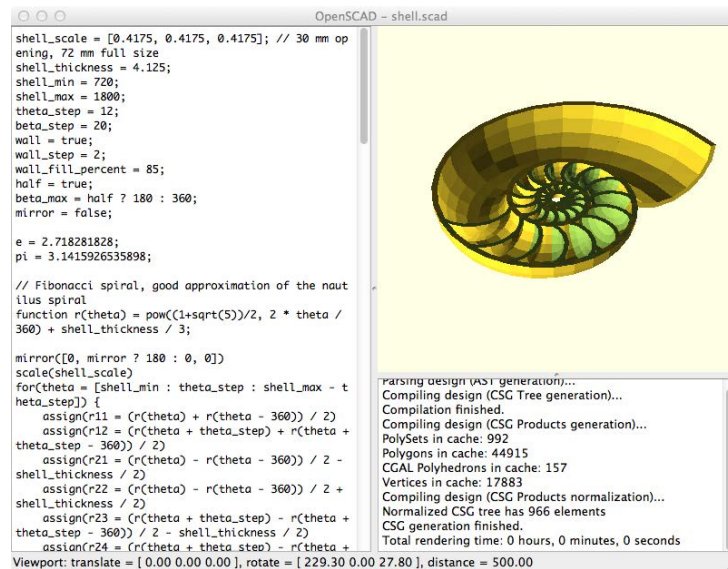 OpenSCAD - shell.scad
shell_scale = [0.4175, 0.4175, 0.4175]; // 30 mm op
ening, 72 mm full size
shell_thickness = 4.125;
shell_min = 720;
shell_max = 1800;
theta_step = 12;
beta_step = 20;
wall = true;
wall_step = 2;
wall_fill_percent = 85;
half = true;
beta_max = half ? 180 : 360;
mirror = false;
e = 2.718281828;
pi = 3.1415926535898;
// Fibonacci spiral, good approximation of the naut
ilus spiral
function r(theta) = pow((1+sqrt(5))/2, 2 * theta /
360) + shell_thickness / 3;
mirror([0, mirror ? 180 : 0, 0])
scale(shell_scale)
for(theta = [shell_min : theta_step : shell_max - t
heta_step]) {
assign(r11 = (r(theta) + r(theta - 360)) / 2)
assign(r12 = (r(theta + theta_step) + r(theta +
theta_step - 360)) / 2)
assign(r21 = (r(theta) - r(theta - 360)) / 2 -
shell_thickness / 2)
assign(r22 = (r(theta) - r(theta - 360)) / 2 +
shell_thickness / 2)
assign(r23 = (r(theta + theta_step) - r(theta +
theta_step - 360)) / 2 - shell_thickness / 2)
assign(r24 = (r(theta + theta_step) - r(theta +
Parsing design (AST generation)...
Compiling design (CSG Tree generation)...
Compilation finished.
Compiling design (CSG Products generation)...
PolySets in cache: 992
Polygons in cache: 44915
CGAL Polyhedrons in cache: 157
Vertices in cache: 17883
Compiling design (CSG Products normalization)...
Normalized CSG tree has 966 elements
CSG generation finished.
Total rendering time: 0 hours, 0 minutes, 0 seconds
Viewport: translate = [ 0.00 0.00 0.00 ], rotate = [ 229.30 0.00 27.80 ], distance = 500.00